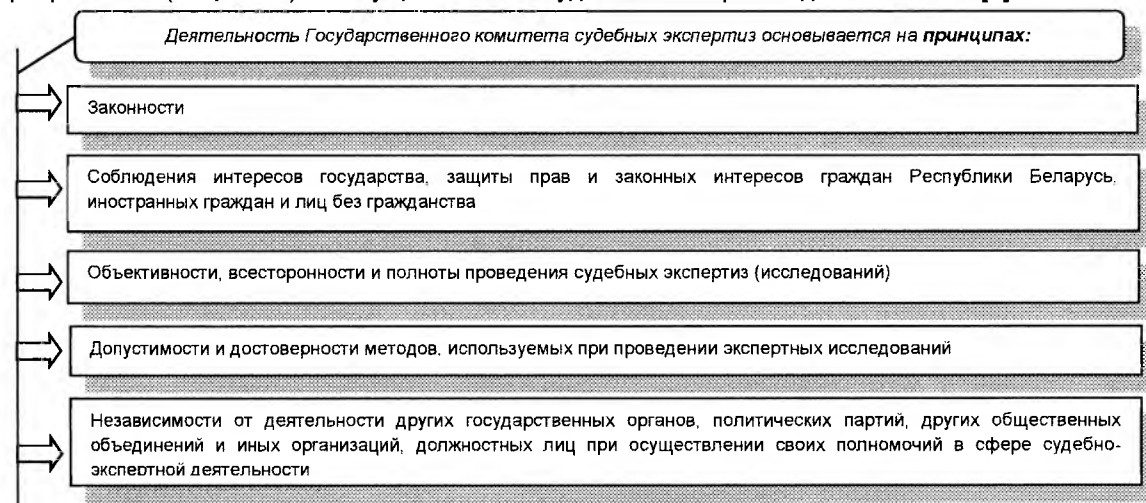 Деятельность Государственного комитета судебных экспертиз основывается на принципах:
Законности
Соблюдения интересов государства, защиты прав и законных интересов граждан Республики Беларусь,
иностранных граждан и лиц без гражданства
Объективности, всесторонности и полноты проведения судебных экспертиз (исследований)
Допустимости и достоверности методов, используемых при проведении экспертных исследований
Независимости от деятельности других государственных органов, политических партий, других общественных
объединений и иных организаций, должностных лиц при осуществлении своих полномочий в сфере судебно-
экспертной деятельности